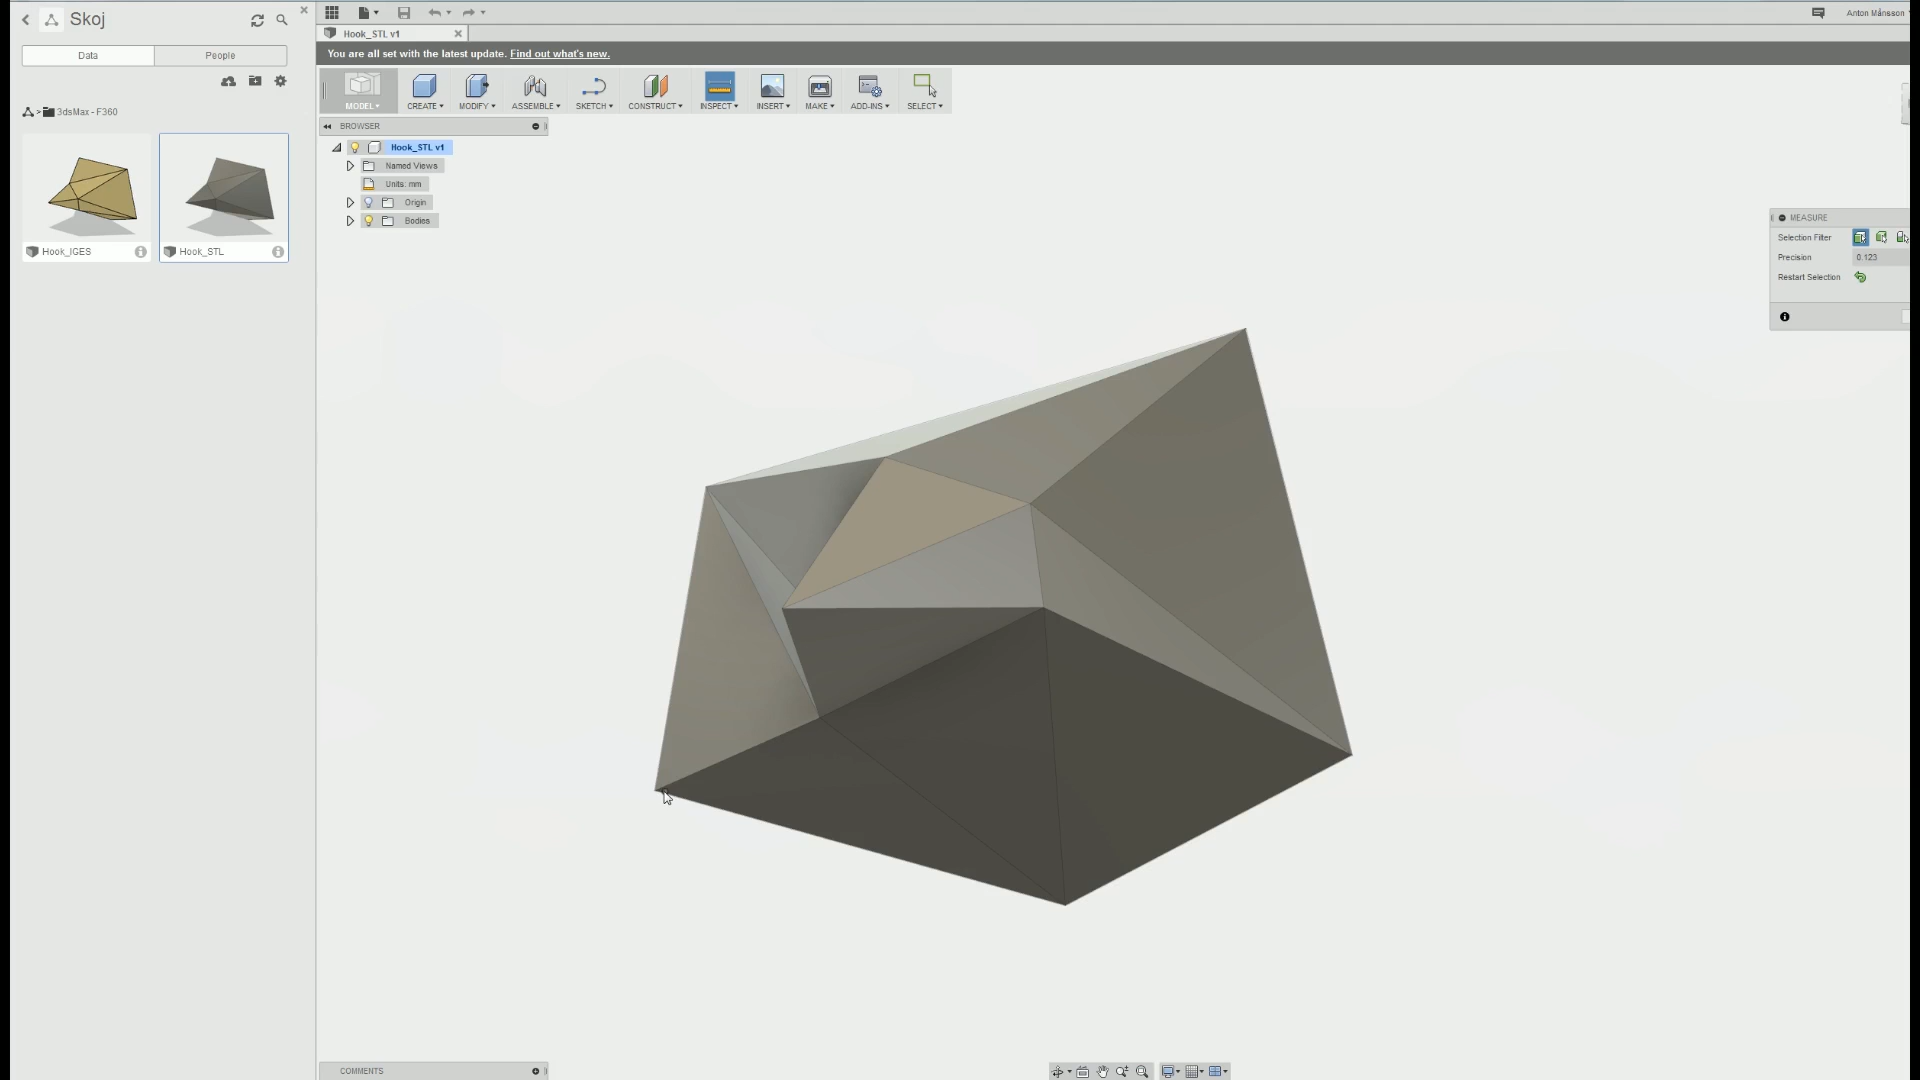 Skoj
Data
People
> 3dsMax - F360
Hook_IGES
Hook_STL
Hook_STL v1
Anton Månsson
You are all set with the latest update. Find out what's new.
MODEL
CREATE
MODIFY
ASSEMBLE
SKETCH
CONSTRUCT
INSPECT
INSERT
MAKE
ADD-INS
SELECT
BROWSER
Hook_STL v1
Named Views
Units: mm
Origin
Bodies
MEASURE
Selection Filter
Precision 0.123
Restart Selection
COMMENTS